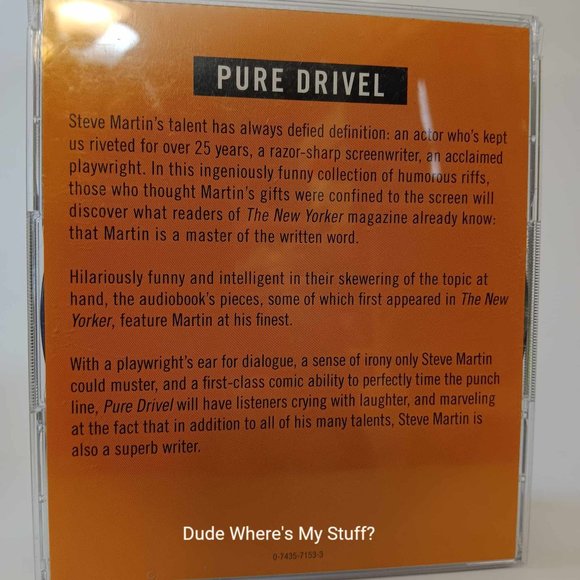 PURE DRIVEL
Steve Martin's talent has always defied definition: an actor who's kept
us riveted for over 25 years, a razor-sharp screenwriter, an acclaimed
playwright. In this ingeniously funny collection of humorous riffs,
those who thought Martin's gifts were confined to the screen will
discover what readers of The New Yorker magazine already know:
that Martin is a master of the written word.
Hilariously funny and intelligent in their skewering of the topic at
hand, the audiobook's pieces, some of which first appeared in The New
Yorker, feature Martin at his finest.
With a playwright's ear for dialogue, a sense of irony only Steve Martin
could muster, and a first-class comic ability to perfectly time the punch
line, Pure Drivel will have listeners crying with laughter, and marveling
at the fact that in addition to all of his many talents, Steve Martin is
also a superb writer.
Dude Where's My Stuff?
0-7435-7153-3